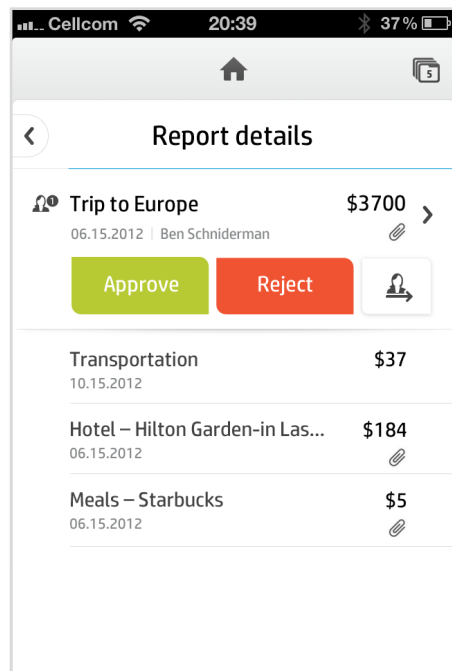 Cellcom 20:39 37%
5
Report details
1 Trip to Europe $3700
06.15.2012 | Ben Schniderman
Approve Reject
Transportation $37
10.15.2012
Hotel – Hilton Garden-in Las... $184
06.15.2012
Meals – Starbucks $5
06.15.2012